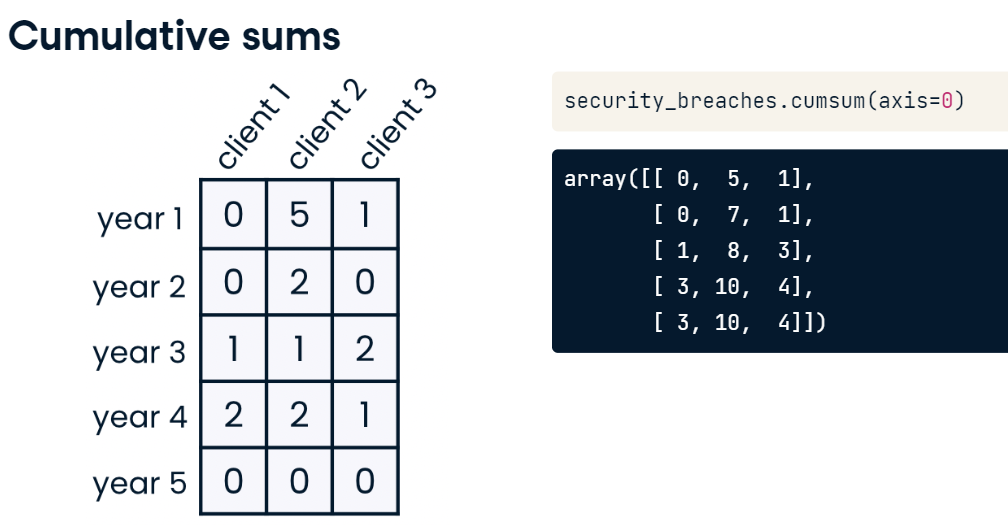 Cumulative sums
client 1 client 2 client 3
year 1 0 5 1
year 2 0 2 0
year 3 1 1 2
year 4 2 2 1
year 5 0 0 0
security_breaches.cumsum(axis=0)
array([[ 0,  5,  1],
       [ 0,  7,  1],
       [ 1,  8,  3],
       [ 3, 10,  4],
       [ 3, 10,  4]])